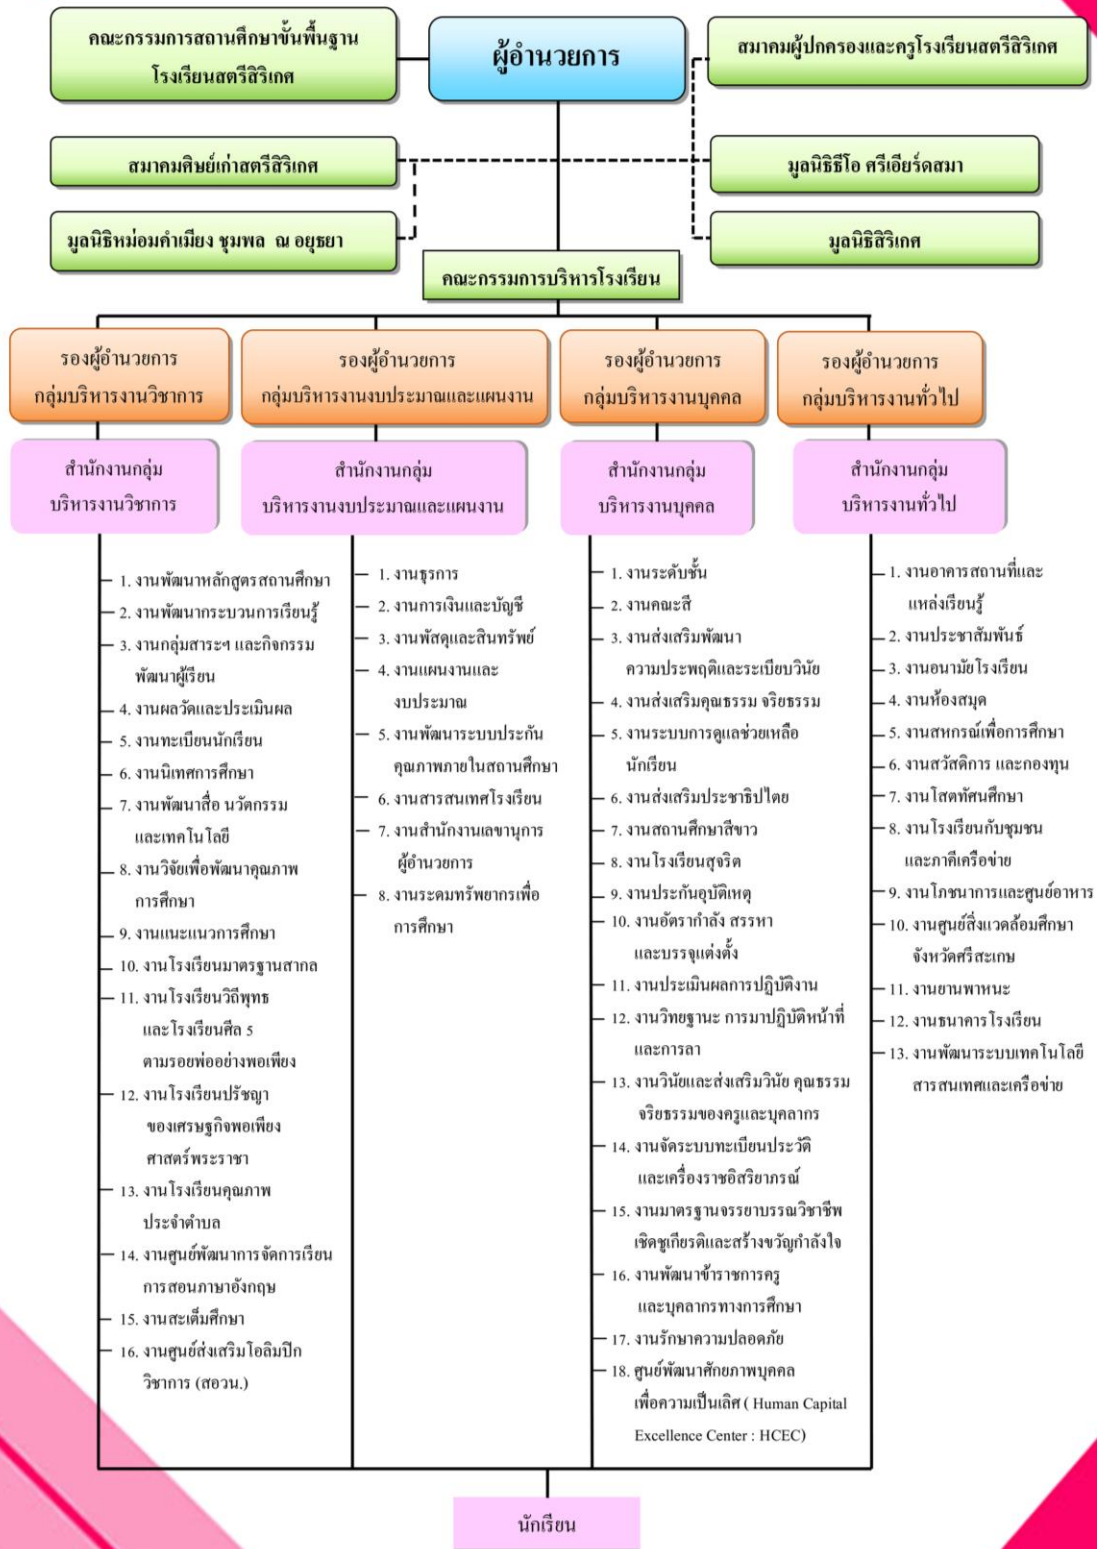 คณะกรรมการสถานศึกษาขั้นพื้นฐาน
โรงเรียนสตรีสิริเกศ
ผู้อำนวยการ
สมาคมผู้ปกครองและครูโรงเรียนสตรีสิริเกศ
สมาคมศิษย์เก่าสตรีสิริเกศ
มูลนิธิธีโอ ศรีเอียร์ดสมา
มูลนิธิหม่อมคำเมียง ชุมพล ณ อยุธยา
มูลนิธิสิริเกศ
คณะกรรมการบริหารโรงเรียน
รองผู้อำนวยการ
กลุ่มบริหารงานวิชาการ
รองผู้อำนวยการ
กลุ่มบริหารงานงบประมาณและแผนงาน
รองผู้อำนวยการ
กลุ่มบริหารงานบุคคล
รองผู้อำนวยการ
กลุ่มบริหารงานทั่วไป
สำนักงานกลุ่ม
บริหารงานวิชาการ
สำนักงานกลุ่ม
บริหารงานงบประมาณและแผนงาน
สำนักงานกลุ่ม
บริหารงานบุคคล
สำนักงานกลุ่ม
บริหารงานทั่วไป
1. งานพัฒนาหลักสูตรสถานศึกษา
2. งานพัฒนากระบวนการเรียนรู้
3. งานกลุ่มสาระฯ และกิจกรรม
พัฒนาผู้เรียน
4. งานผลวัดและประเมินผล
5. งานทะเบียนนักเรียน
6. งานนิเทศการศึกษา
7. งานพัฒนาสื่อ นวัตกรรม
และเทคโนโลยี
8. งานวิจัยเพื่อพัฒนาคุณภาพ
การศึกษา
9. งานแนะแนวการศึกษา
10. งานโรงเรียนมาตรฐานสากล
11. งานโรงเรียนวิถีพุทธ
และโรงเรียนศีล 5
ตามรอยพ่ออย่างพอเพียง
12. งานโรงเรียนปรัชญา
ของเศรษฐกิจพอเพียง
ศาสตร์พระราชา
13. งานโรงเรียนคุณภาพ
ประจำตำบล
14. งานศูนย์พัฒนาการจัดการเรียน
การสอนภาษาอังกฤษ
15. งานสะเต็มศึกษา
16. งานศูนย์ส่งเสริมโอลิมปิก
วิชาการ (สอวน.)
1. งานธุรการ
2. งานการเงินและบัญชี
3. งานพัสดุและสินทรัพย์
4. งานแผนงานและ
งบประมาณ
5. งานพัฒนาระบบประกัน
คุณภาพภายในสถานศึกษา
6. งานสารสนเทศโรงเรียน
7. งานสำนักงานเลขานุการ
ผู้อำนวยการ
8. งานระดมทรัพยากรเพื่อ
การศึกษา
1. งานระดับชั้น
2. งานคณะสี
3. งานส่งเสริมพัฒนา
ความประพฤติและระเบียบวินัย
4. งานส่งเสริมคุณธรรม จริยธรรม
5. งานระบบการดูแลช่วยเหลือ
นักเรียน
6. งานส่งเสริมประชาธิปไตย
7. งานสถานศึกษาสีขาว
8. งานโรงเรียนสุจริต
9. งานประกันอุบัติเหตุ
10. งานอัตรากำลัง สรรหา
และบรรจุแต่งตั้ง
11. งานประเมินผลการปฏิบัติงาน
12. งานวิทยฐานะ การมาปฏิบัติหน้าที่
และการลา
13. งานวินัยและส่งเสริมวินัย คุณธรรม
จริยธรรมของครูและบุคลากร
14. งานจัดระบบทะเบียนประวัติ
และเครื่องราชอิสริยาภรณ์
15. งานมาตรฐานจรรยาบรรณวิชาชีพ
เชิดชูเกียรติและสร้างขวัญกำลังใจ
16. งานพัฒนาข้าราชการครู
และบุคลากรทางการศึกษา
17. งานรักษาความปลอดภัย
18. ศูนย์พัฒนาศักยภาพบุคคล
เพื่อความเป็นเลิศ ( Human Capital
Excellence Center : HCEC)
1. งานอาคารสถานที่และ
แหล่งเรียนรู้
2. งานประชาสัมพันธ์
3. งานอนามัยโรงเรียน
4. งานห้องสมุด
5. งานสหกรณ์เพื่อการศึกษา
6. งานสวัสดิการ และกองทุน
7. งานโสตทัศนศึกษา
8. งานโรงเรียนกับชุมชน
และภาคีเครือข่าย
9. งานโภชนาการและศูนย์อาหาร
10. งานศูนย์สิ่งแวดล้อมศึกษา
จังหวัดศรีสะเกษ
11. งานยานพาหนะ
12. งานธนาคารโรงเรียน
13. งานพัฒนาระบบเทคโนโลยี
สารสนเทศและเครือข่าย
นักเรียน